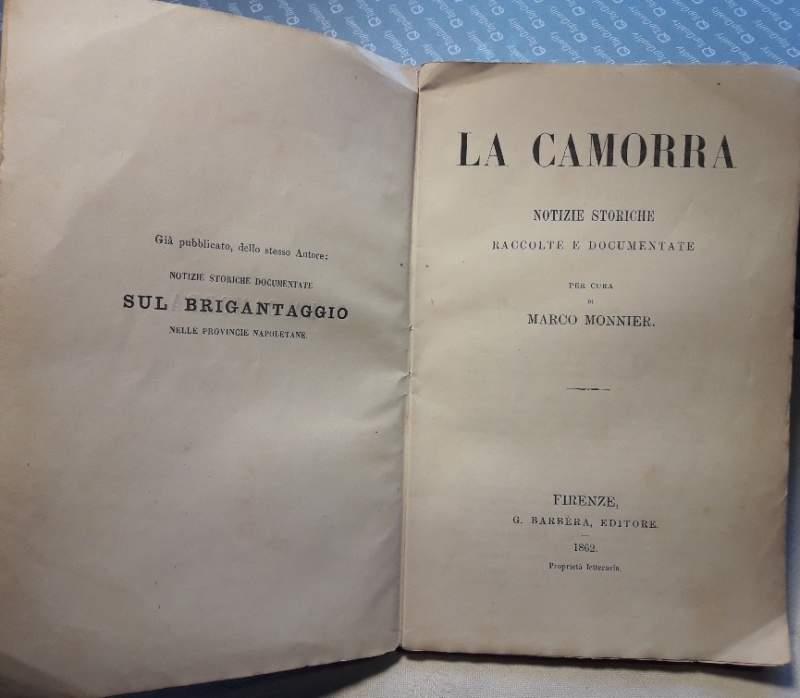 Già pubblicato, dello stesso Autore:
NOTIZIE STORICHE DOCUMENTATE
SUL BRIGANTAGGIO
NELLE PROVINCIE NAPOLETANE.
LA CAMORRA
NOTIZIE STORICHE
RACCOLTE E DOCUMENTATE
PER CURA
DI
MARCO MONNIER.
FIRENZE,
G. BARBÈRA, EDITORE.
1862.
Proprietà letteraria.